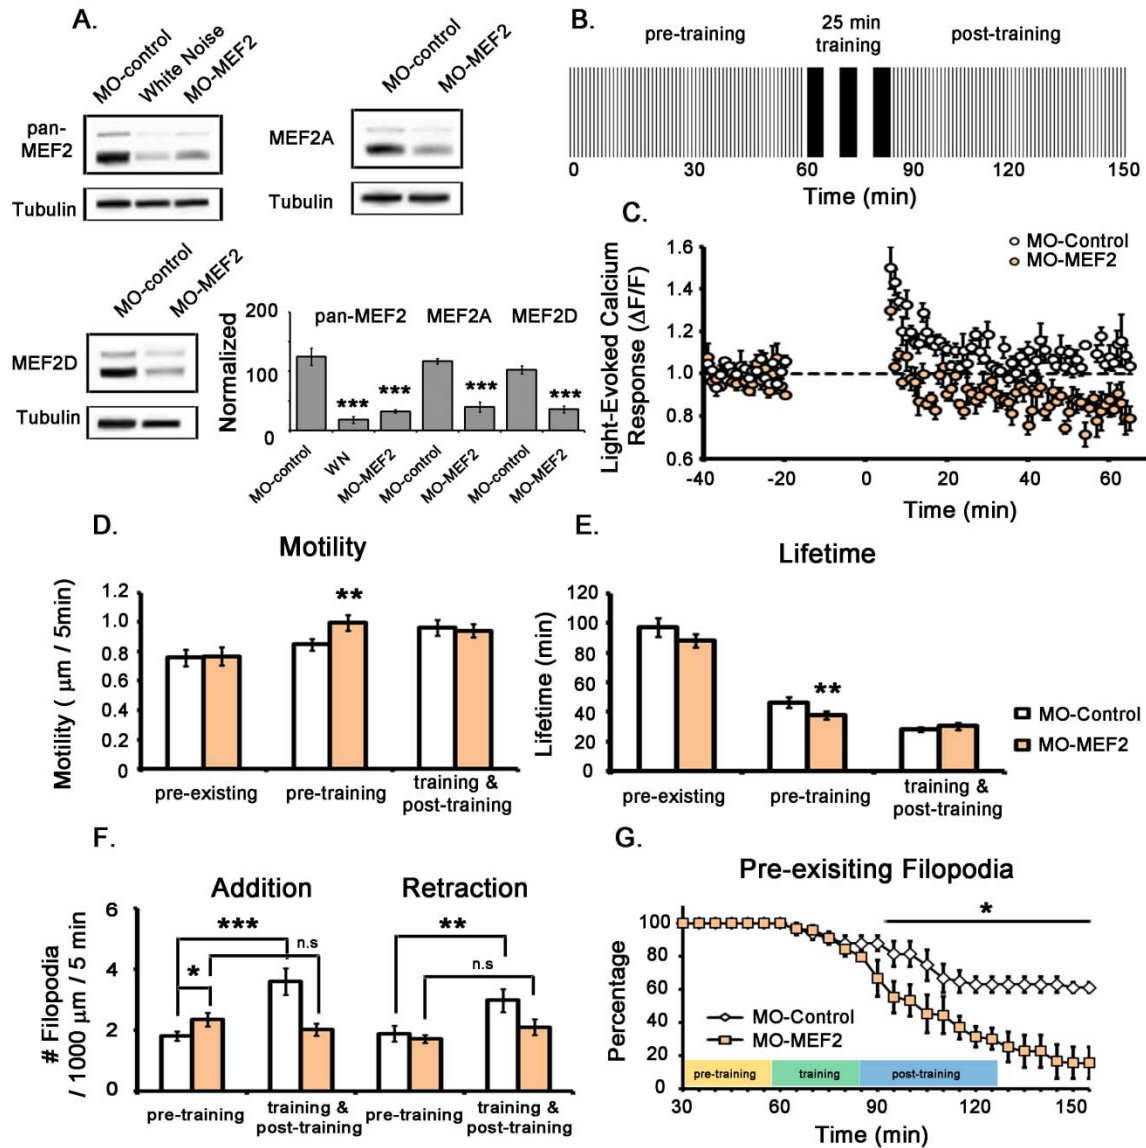 A.
MO-control
White Noise
MO-MEF2
pan-
MEF2
Tubulin
MO-control
MO-MEF2
MEF2A
Tubulin
MO-control
MO-MEF2
MEF2D
Tubulin
Normalized
200
100
0
pan-MEF2 MEF2A MEF2D
*** *** *** ***
MO-control
WN
MO-MEF2
MO-control
MO-MEF2
MO-control
MO-MEF2
B.
pre-training
25 min
training
post-training
0 30 60 90 120 150
Time (min)
C.
Light-Evoked Calcium
Response (ΔF/F)
1.6
1.4
1.2
1.0
0.8
0.6
MO-Control
MO-MEF2
-40 -20 0 20 40 60
Time (min)
D.
Motility
Motility ( μm / 5min)
1.2
1.0
0.8
0.6
0.4
0.2
0
**
pre-existing
pre-training
training &
post-training
E.
Lifetime
Lifetime (min)
120
100
80
60
40
20
0
**
pre-existing
pre-training
training &
post-training
MO-Control
MO-MEF2
F.
Addition Retraction
# Filopodia
/ 1000 μm / 5 min
6
4
2
0
***
*
n.s
**
n.s
pre-training
training &
post-training
pre-training
training &
post-training
G.
Pre-exisiting Filopodia
Percentage
100
80
60
40
20
0
*
MO-Control
MO-MEF2
pre-training
training
post-training
30 60 90 120 150
Time (min)